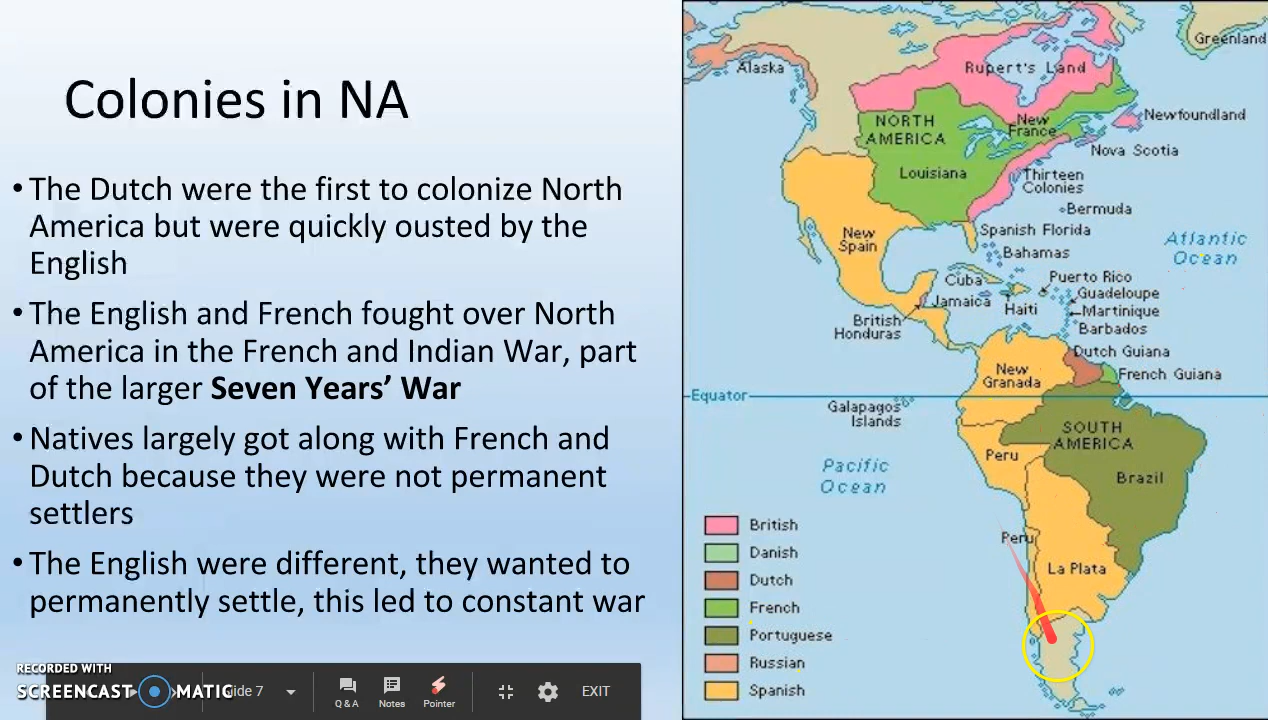 Colonies in NA
• The Dutch were the first to colonize North
America but were quickly ousted by the
English
• The English and French fought over North
America in the French and Indian War, part
of the larger Seven Years' War
• Natives largely got along with French and
Dutch because they were not permanent
settlers
• The English were different, they wanted to
permanently settle, this led to constant war
Greenland
Alaska
Rupert's Land
Newfoundland
NORTH
AMERICA
New
France
Nova Scotia
Louisiana
Thirteen
Colonies
Bermuda
Spanish Florida
New
Spain
Atlantic
Ocean
Bahamas
Cuba
Puerto Rico
Guadeloupe
Jamaica
Haiti
Martinique
British
Honduras
Barbados
Dutch Guiana
New
Granada
French Guiana
Equator
Galapagos
Islands
SOUTH
AMERICA
Peru
Brazil
Pacific
Ocean
Peru
La Plata
British
Danish
Dutch
French
Portuguese
Russian
Spanish
RECORDED WITH
SCREENCAST MATIC
lide 7
Q & A
Notes
Pointer
EXIT